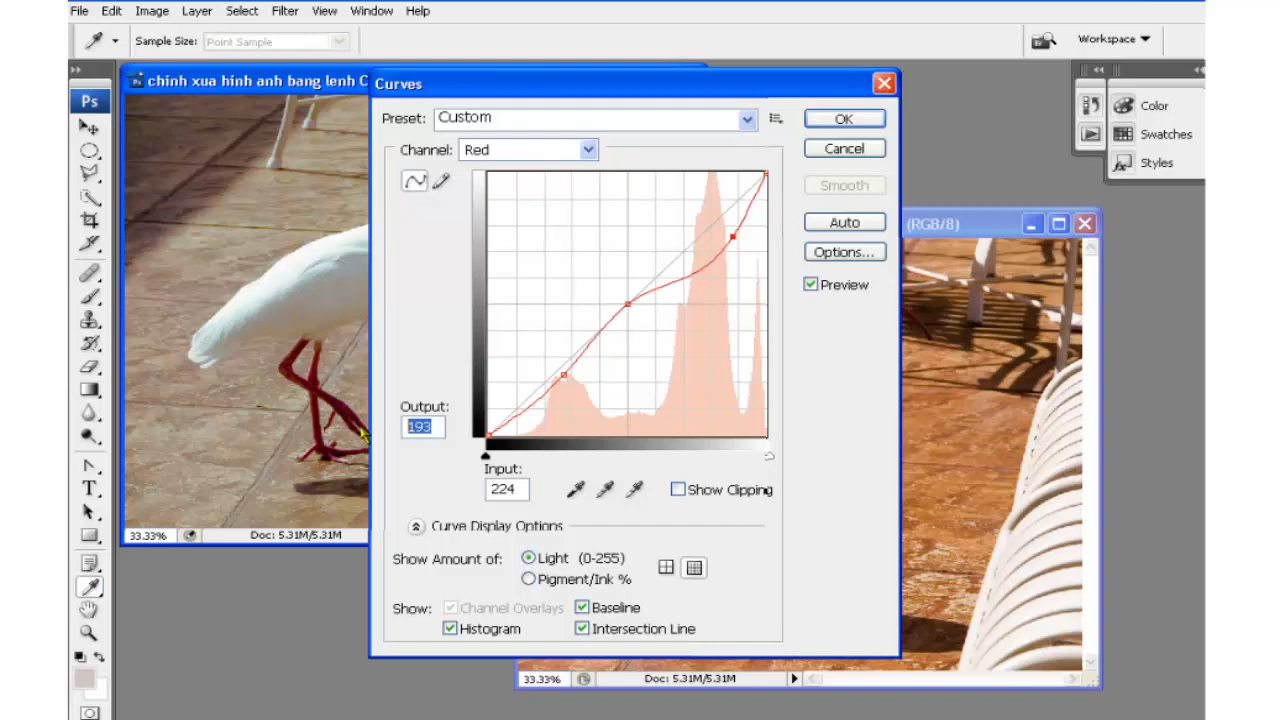 File Edit Image Layer Select Filter View Window Help
Sample Size: Point Sample
Workspace
Ps chinh xua hinh anh bang lenh C
Curves
Ps
Color
Swatches
Styles
Preset: Custom
OK
Channel: Red
Cancel
Smooth
Auto
(RGB/8)
Options...
Preview
Output:
193
Input:
224
Show Clipping
Curve Display Options
33.33% Doc: 5.31M/5.31M
Show Amount of: Light (0-255)
Pigment/Ink %
Show: Channel Overlays Baseline
Histogram Intersection Line
33.33% Doc: 5.31M/5.31M
T